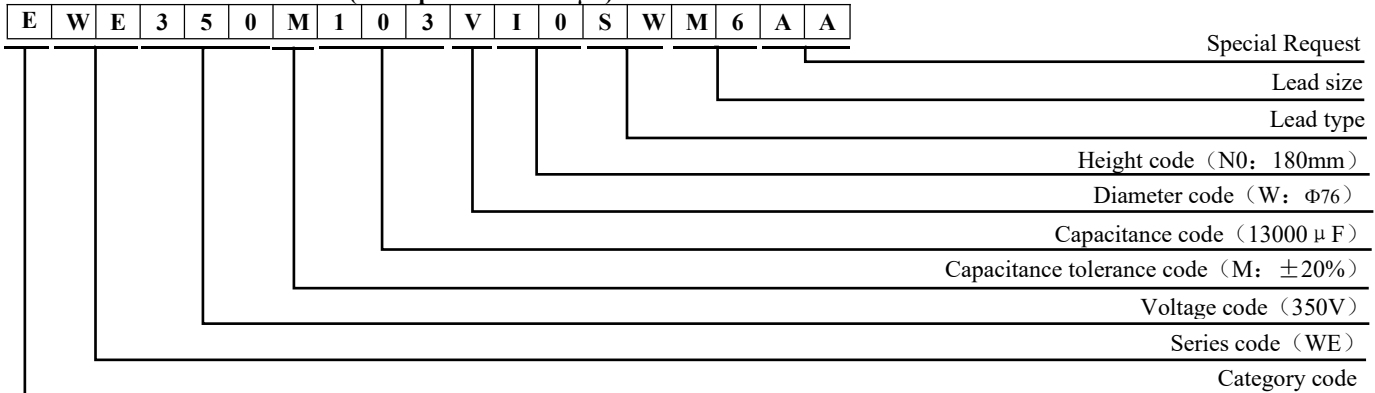 E W E 3 5 0 M 1 0 3 V I 0 S W M 6 A A
Special Request
Lead size
Lead type
Height code（N0：180mm）
Diameter code（W：Φ76）
Capacitance code（13000μF）
Capacitance tolerance code（M：±20%）
Voltage code（350V）
Series code（WE）
Category code